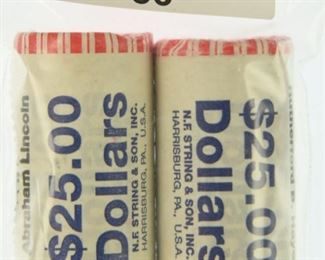 Abraham Lincoln
$25.00
Dollars
N.F. STRING & SON, INC.
HARRISBURG, PA., U.S.A.
$25.00
Dollars
N.F. STRING & SON, INC.
HARRISBURG, PA., U.S.A.